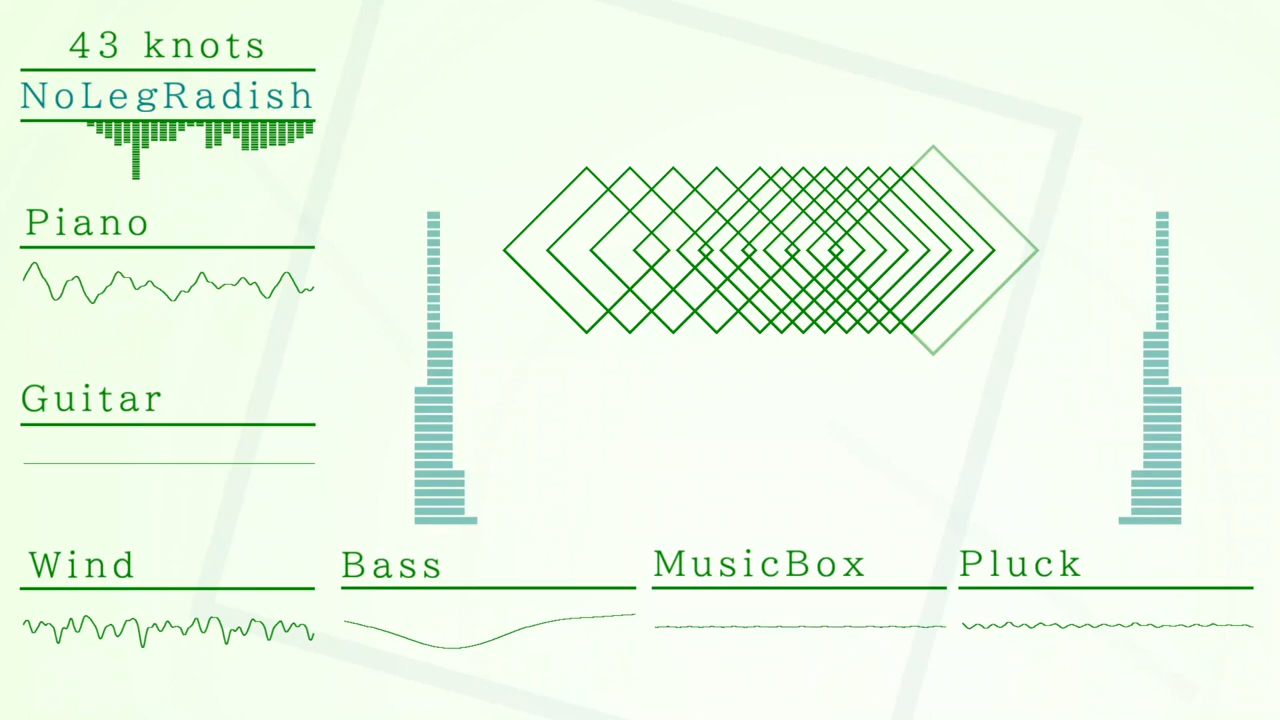 43 knots
NoLegRadish
Piano
Guitar
Wind
Bass
MusicBox
Pluck